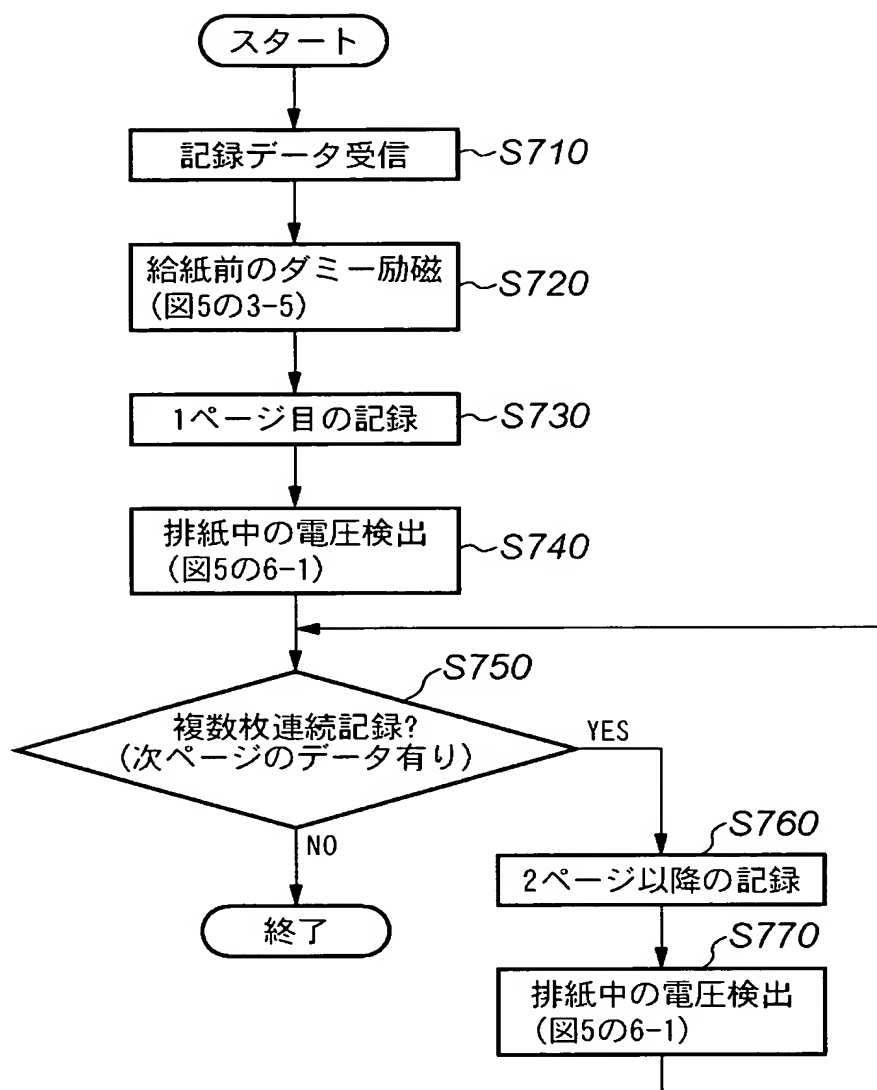 スタート
記録データ受信
S710
給紙前のダミー励磁
(図5の3-5)
S720
1ページ目の記録
S730
排紙中の電圧検出
(図5の6-1)
S740
S750
複数枚連続記録?
(次ページのデータ有り)
YES
NO
S760
2ページ以降の記録
終了
S770
排紙中の電圧検出
(図5の6-1)